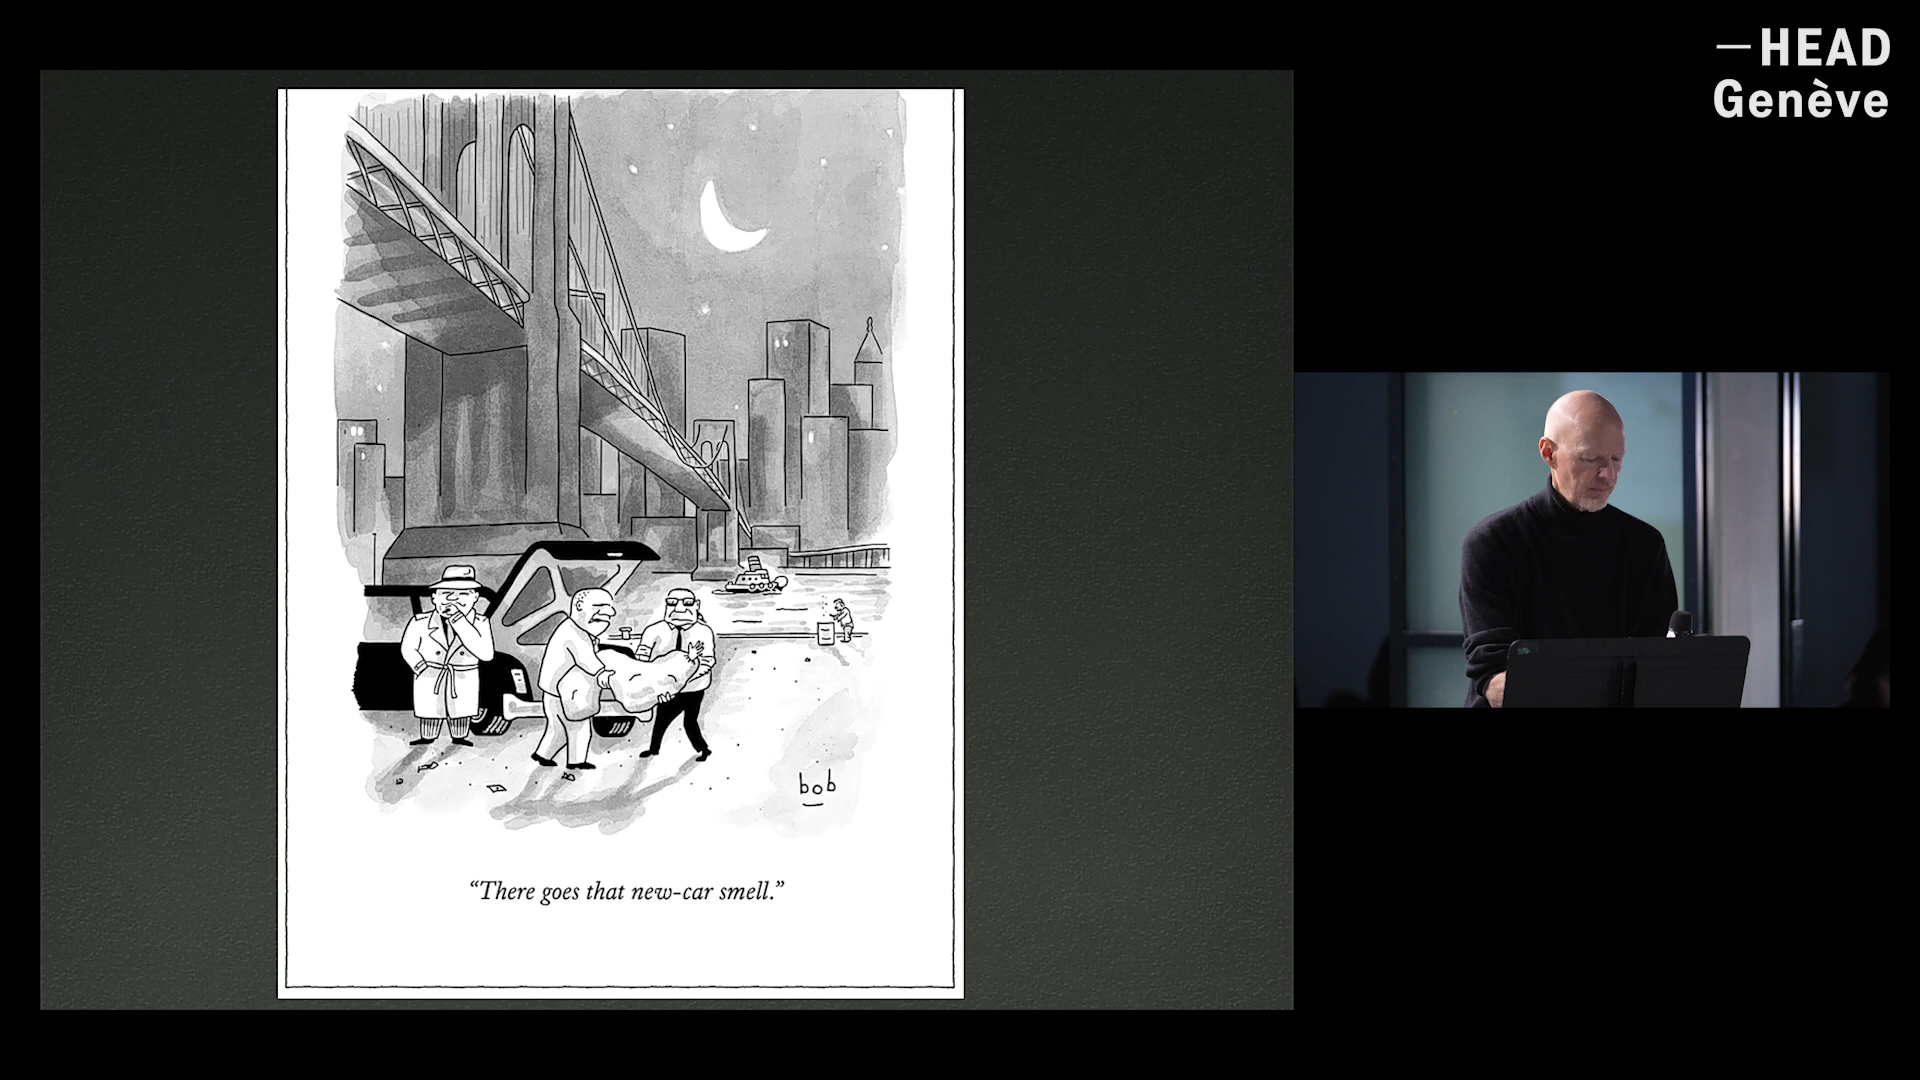 —HEAD
Genève
bob
“There goes that new-car smell.”